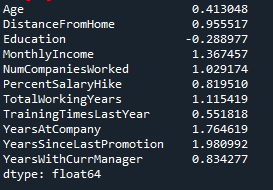 Age 0.413048
DistanceFromHome 0.955517
Education -0.288977
MonthlyIncome 1.367457
NumCompaniesWorked 1.029174
PercentSalaryHike 0.819510
TotalWorkingYears 1.115419
TrainingTimesLastYear 0.551818
YearsAtCompany 1.764619
YearsSinceLastPromotion 1.980992
YearsWithCurrManager 0.834277
dtype: float64